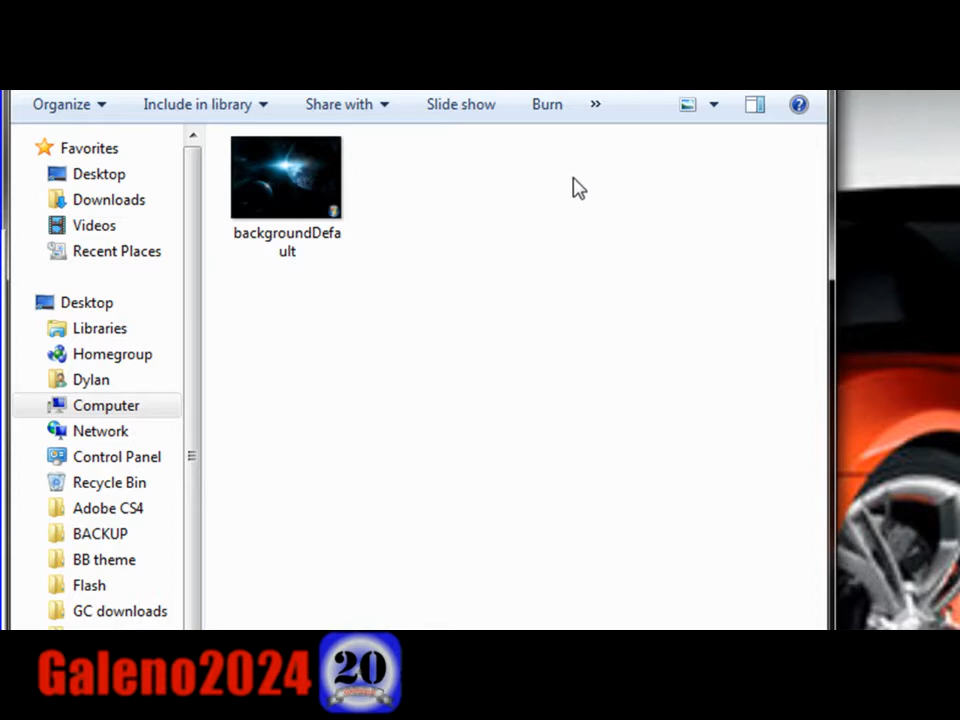 Organize Include in library Share with Slide show Burn »
Favorites
Desktop
Downloads
Videos
Recent Places
Desktop
Libraries
Homegroup
Dylan
Computer
Network
Control Panel
Recycle Bin
Adobe CS4
BACKUP
BB theme
Flash
GC downloads
backgroundDefa
ult
Galeno2024
20